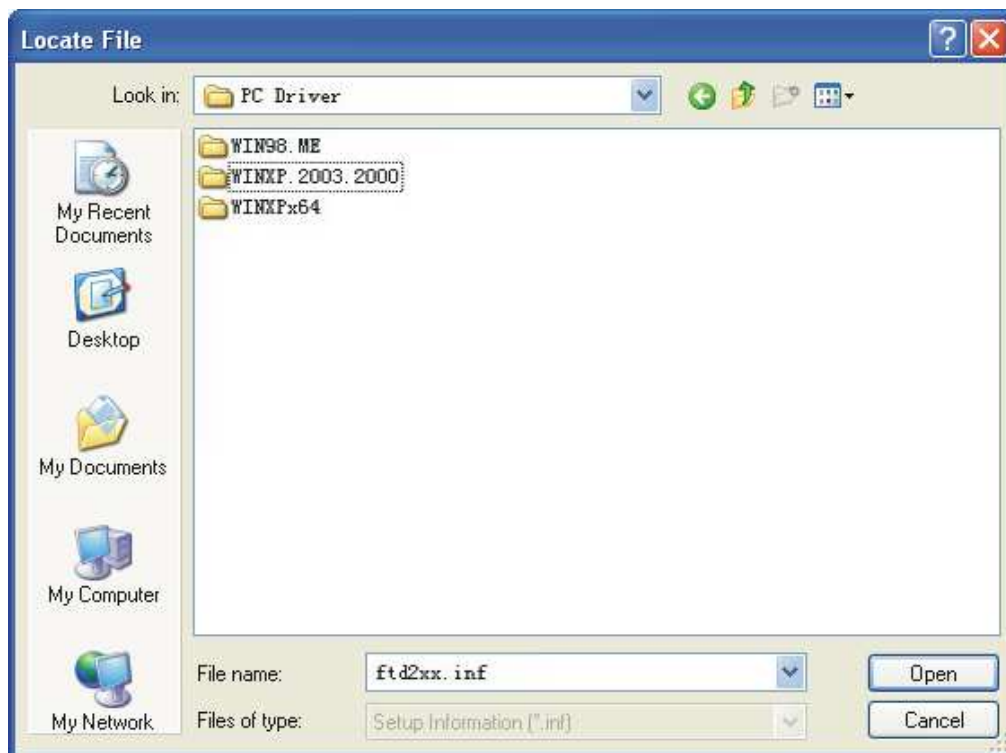 Locate File
Look in:
PC Driver
WIN98.ME
WINXP.2003.2000
WINXPx64
My Recent
Documents
Desktop
My Documents
My Computer
My Network
File name:
ftd2xx.inf
Open
Files of type:
Setup Information (*.inf)
Cancel